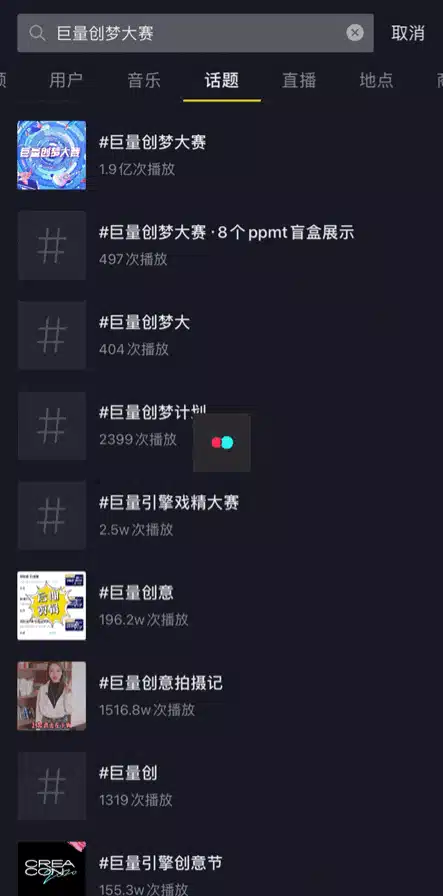 巨量创梦大赛 取消
用户 音乐 话题 直播 地点
巨量创梦大赛
#巨量创梦大赛
1.9亿次播放
#巨量创梦大赛·8个ppmt盲盒展示
497次播放
#巨量创梦大
404次播放
#巨量创梦计划
2399次播放
#巨量引擎戏精大赛
2.5w次播放
#巨量创意
196.2w次播放
#巨量创意拍摄记
1516.8w次播放
#巨量创
1319次播放
CREA
CON
2020
#巨量引擎创意节
155.3w次播放